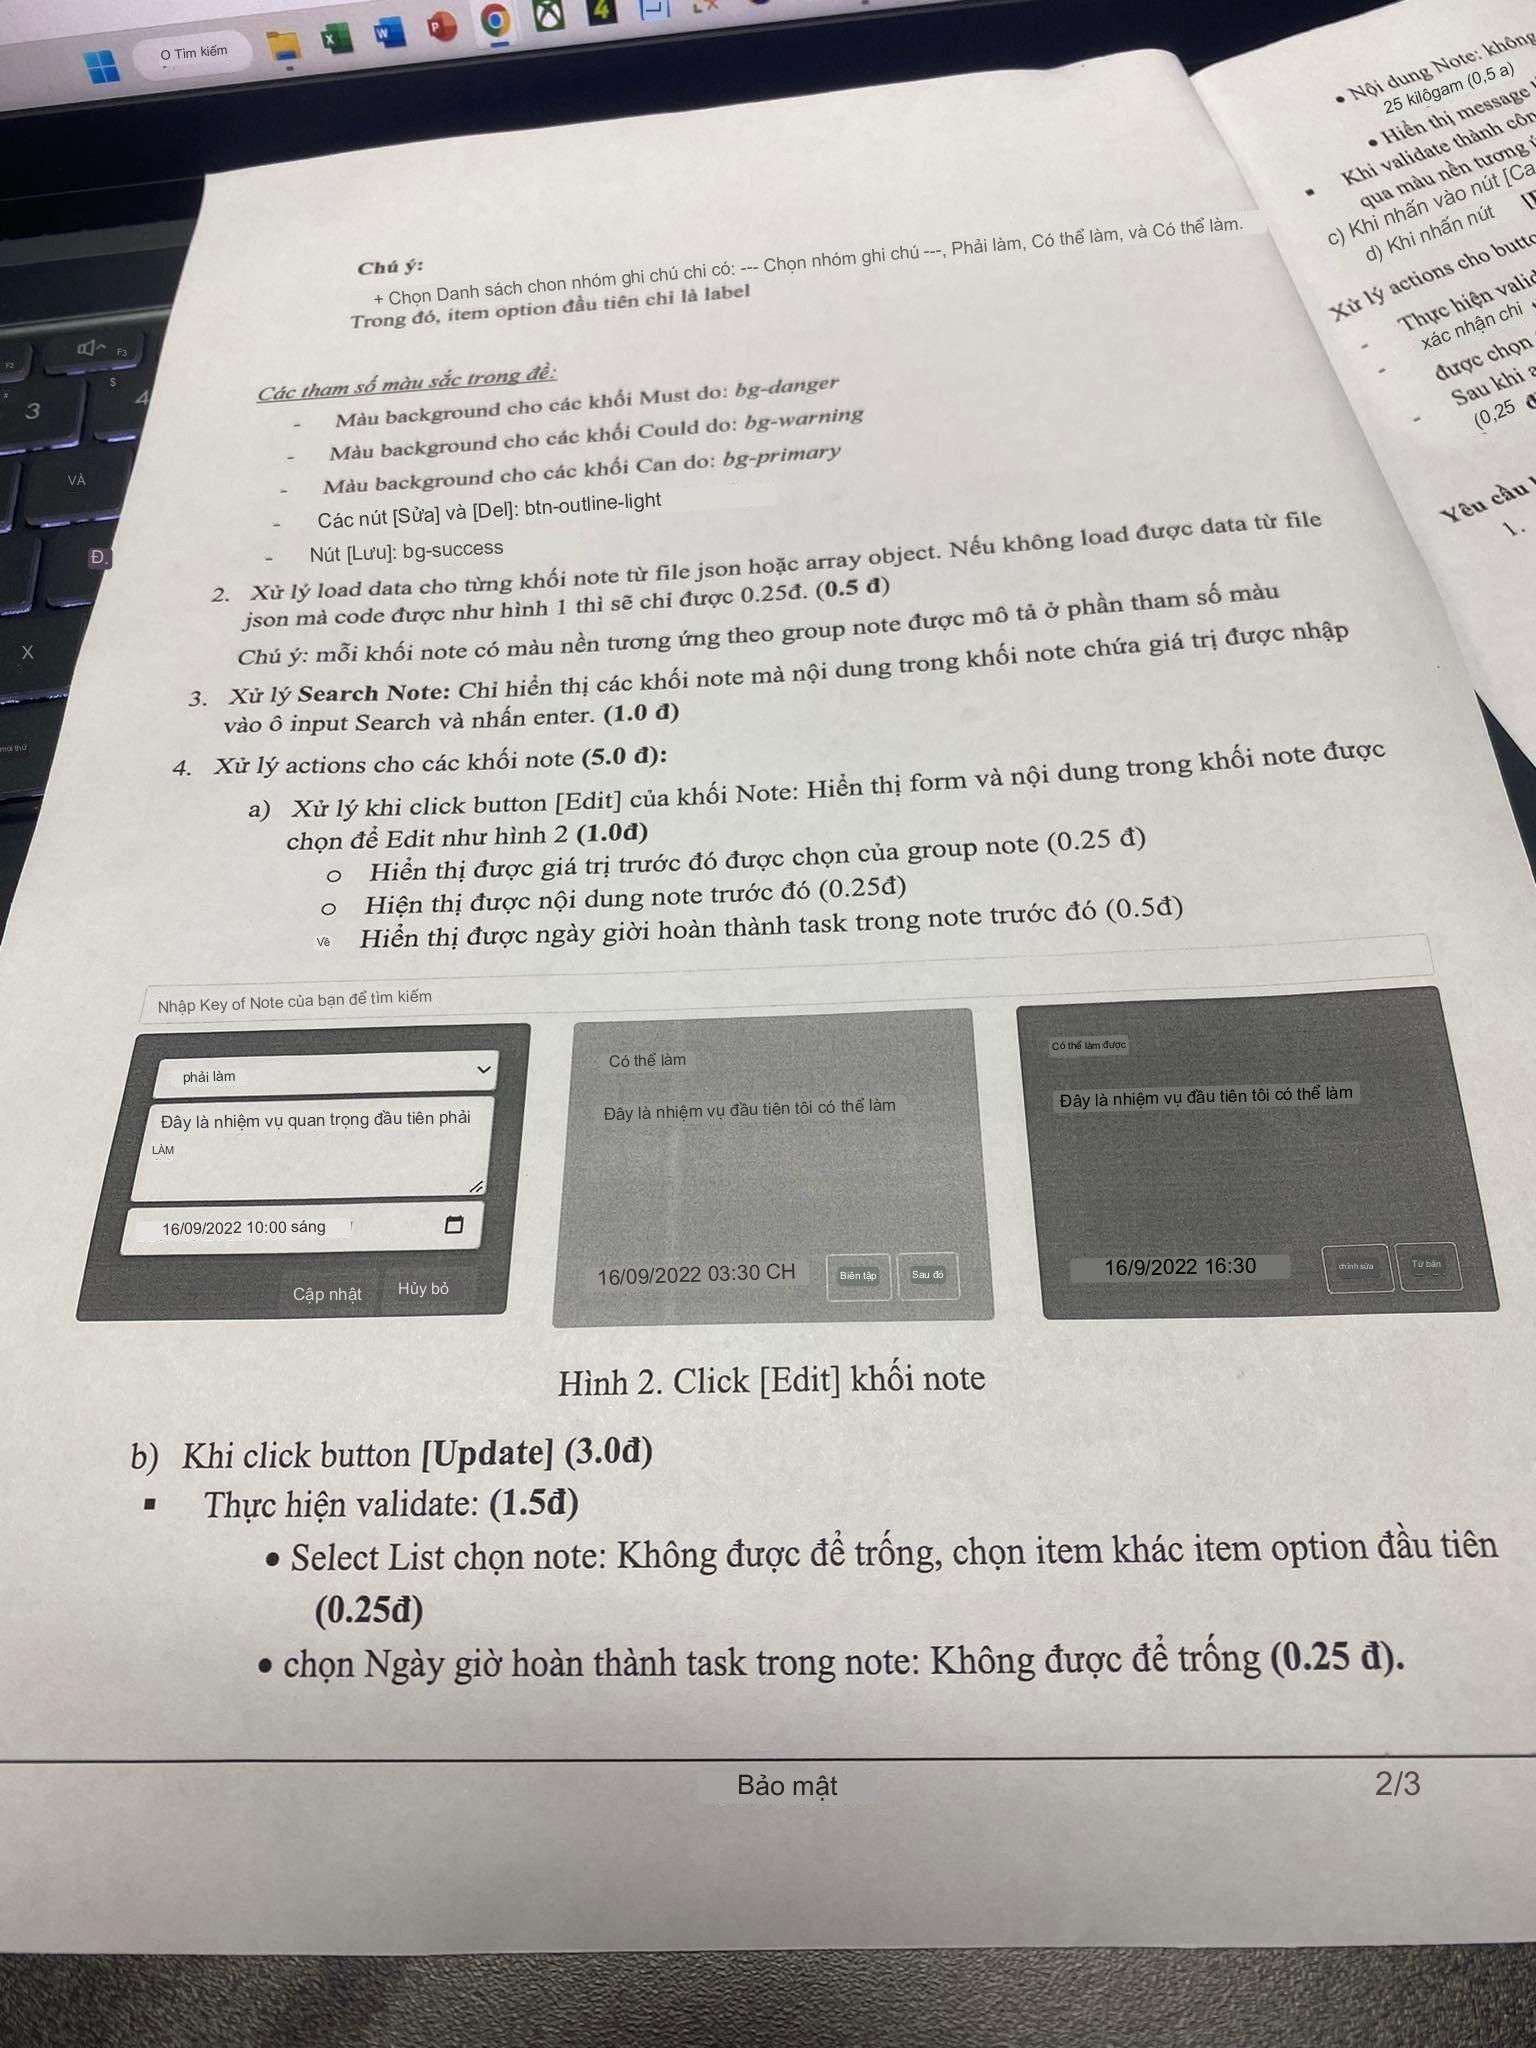 Tìm kiếm
F2
F3
3
S
4
VÀ
Đ.
X
mọi thứ
Chú ý:
+ Chọn Danh sách chon nhóm ghi chú chi có: --- Chọn nhóm ghi chú ---, Phải làm, Có thể làm, và Có thể làm.
Trong đó, item option đầu tiên chỉ là label
Các tham số màu sắc trong đề:
- Màu background cho các khối Must do: bg-danger
- Màu background cho các khối Could do: bg-warning
- Màu background cho các khối Can do: bg-primary
- Các nút [Sửa] và [Del]: btn-outline-light
- Nút [Lưu]: bg-success
2. Xử lý load data cho từng khối note từ file json hoặc array object. Nếu không load được data từ file
json mà code được như hình 1 thì sẽ chỉ được 0.25đ. (0.5 đ)
Chú ý: mỗi khối note có màu nền tương ứng theo group note được mô tả ở phần tham số màu
3. Xử lý Search Note: Chỉ hiển thị các khối note mà nội dung trong khối note chứa giá trị được nhập
vào ô input Search và nhấn enter. (1.0 đ)
4. Xử lý actions cho các khối note (5.0 đ):
a) Xử lý khi click button [Edit] của khối Note: Hiển thị form và nội dung trong khối note được
chọn để Edit như hình 2 (1.0đ)
o Hiển thị được giá trị trước đó được chọn của group note (0.25 đ)
o Hiện thị được nội dung note trước đó (0.25đ)
Về Hiển thị được ngày giời hoàn thành task trong note trước đó (0.5đ)
Nhập Key of Note của bạn để tìm kiếm
phải làm
Đây là nhiệm vụ quan trọng đầu tiên phải
LÀM
16/09/2022 10:00 sáng
Cập nhật Hủy bỏ
Có thể làm
Đây là nhiệm vụ đầu tiên tôi có thể làm
16/09/2022 03:30 CH Biên tập Sau đó
Có thể làm được
Đây là nhiệm vụ đầu tiên tôi có thể làm
16/9/2022 16:30 chỉnh sửa Từ bán
Hình 2. Click [Edit] khối note
b) Khi click button [Update] (3.0đ)
▪ Thực hiện validate: (1.5đ)
• Select List chọn note: Không được để trống, chọn item khác item option đầu tiên
(0.25đ)
• chọn Ngày giờ hoàn thành task trong note: Không được để trống (0.25 đ).
Bảo mật 2/3
• Nội dung Note: không
25 kilôgam (0,5 a)
• Hiển thị message
▪ Khi validate thành côn
qua màu nền tương
c) Khi nhấn vào nút [Ca
d) Khi nhấn nút
Xử lý actions cho butto
- Thực hiện valid
xác nhận chi
- được chọn
- Sau khi
(0,25
Yêu cầu
1.